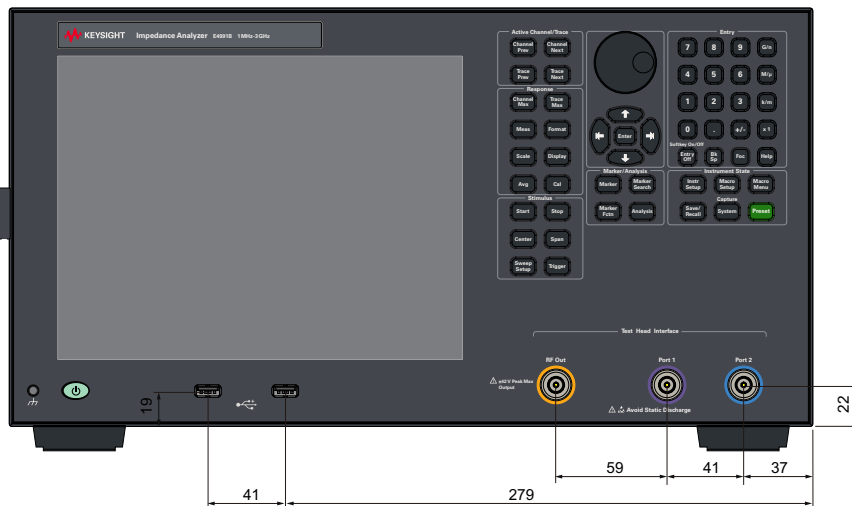 KEYSIGHT Impedance Analyzer E4991B 1 MHz-3 GHz
Active Channel/Trace
Channel Prev
Channel Next
Trace Prev
Trace Next
Response
Channel Max
Trace Max
Meas
Format
Scale
Display
Avg
Cal
Stimulus
Start
Stop
Center
Span
Sweep Setup
Trigger
Enter
Marker/Analysis
Marker
Marker Search
Marker Fctn
Analysis
Entry
7 8 9 G/n
4 5 6 M/µ
1 2 3 k/m
0 . +/- x 1
Softkey On/Off
Entry Off
Bk Sp
Foc
Help
Instrument State
Instr Setup
Macro Setup
Macro Menu
Capture
Save/ Recall
System
Preset
Test Head Interface
RF Out
Port 1
Port 2
±42 V Peak Max
Output
Avoid Static Discharge
19
22
59
41
37
41
279